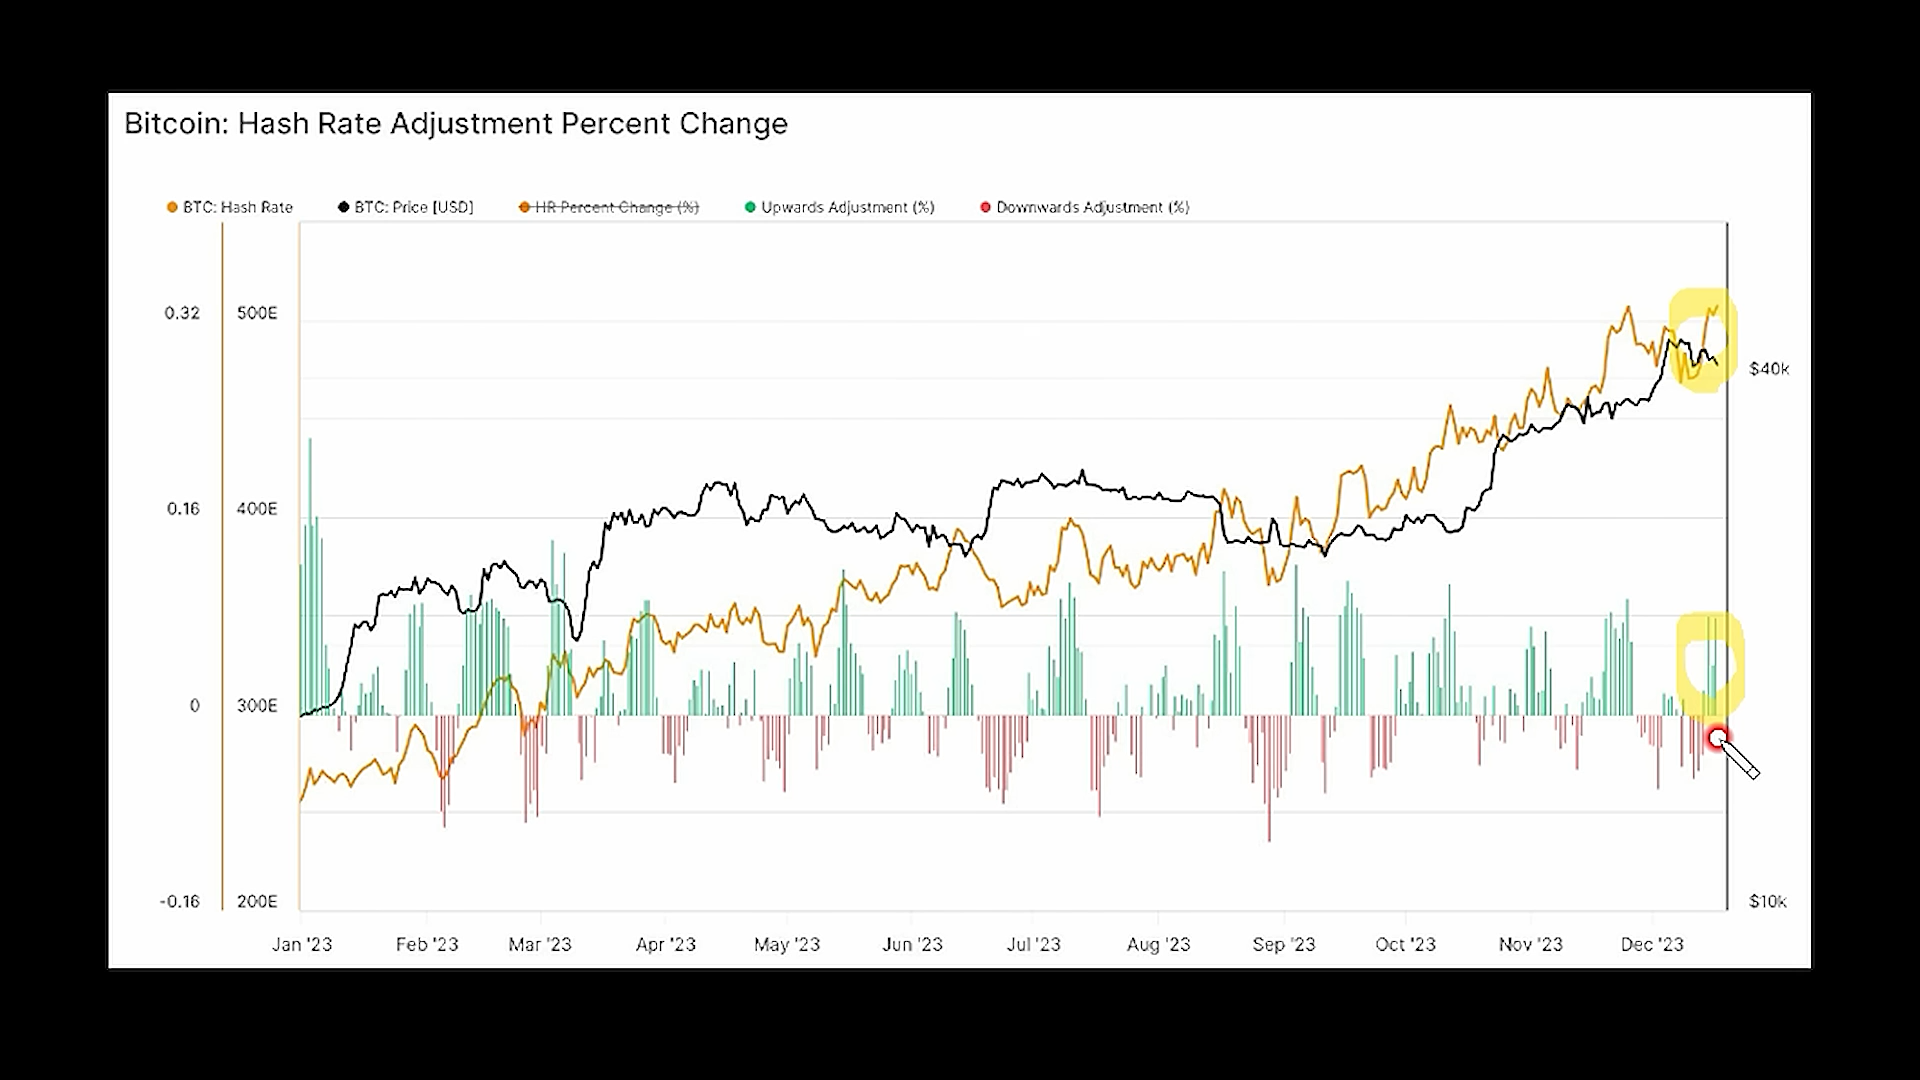 Bitcoin: Hash Rate Adjustment Percent Change
BTC: Hash Rate BTC: Price [USD] HR Percent Change (%) Upwards Adjustment (%) Downwards Adjustment (%)
0.32 500E
$40k
0.16 400E
0 300E
-0.16 200E $10k
Jan '23 Feb '23 Mar '23 Apr '23 May '23 Jun '23 Jul '23 Aug '23 Sep '23 Oct '23 Nov '23 Dec '23